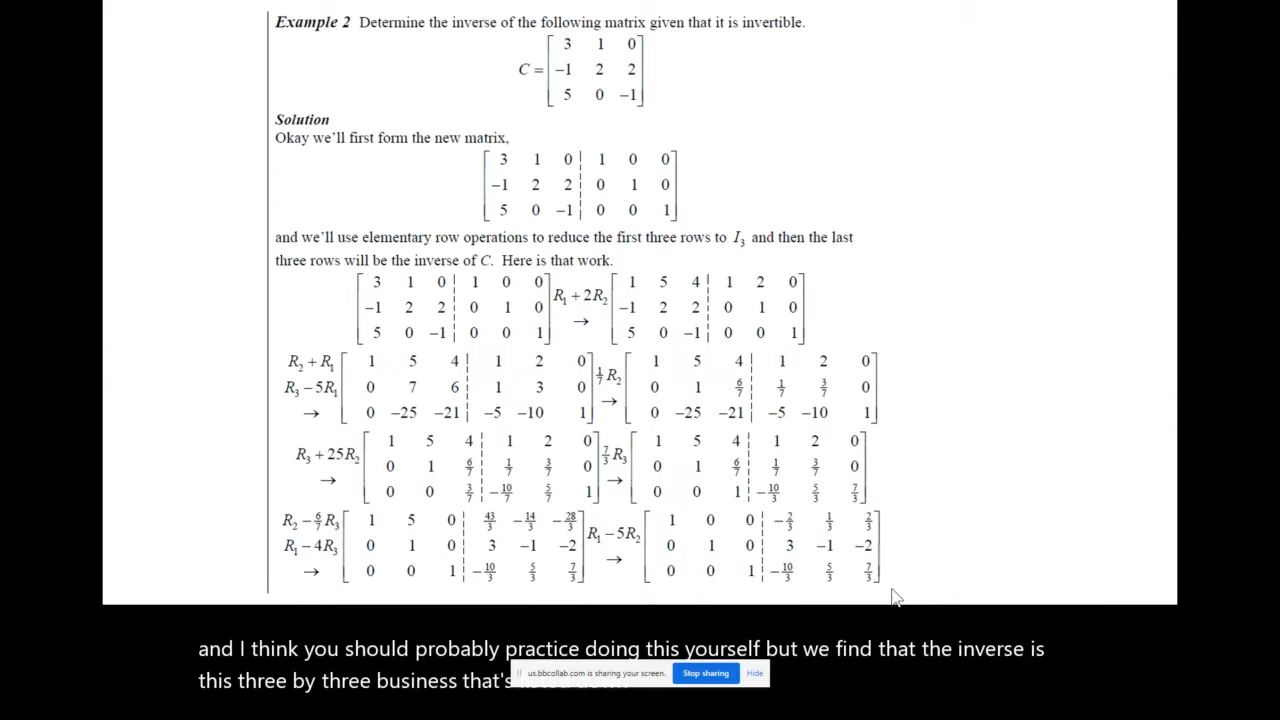 Example 2 Determine the inverse of the following matrix given that it is invertible.
C = [3 1 0
-1 2 2
5 0 -1]
Solution
Okay we'll first form the new matrix,
[3 1 0 | 1 0 0
-1 2 2 | 0 1 0
5 0 -1 | 0 0 1]
and we'll use elementary row operations to reduce the first three rows to I₃ and then the last
three rows will be the inverse of C. Here is that work.
[3 1 0 | 1 0 0] R₁ + 2R₂ [1 5 4 | 1 2 0]
[-1 2 2 | 0 1 0] → [-1 2 2 | 0 1 0]
[5 0 -1 | 0 0 1] [5 0 -1 | 0 0 1]
R₂ + R₁ [1 5 4 | 1 2 0] 1/7 R₂ [1 5 4 | 1 2 0]
R₃ - 5R₁ [0 7 6 | 1 3 0] → [0 1 6/7 | 1/7 3/7 0]
→ [0 -25 -21 | -5 -10 1] [0 -25 -21 | -5 -10 1]
R₃ + 25R₂ [1 5 4 | 1 2 0] 7/3 R₃ [1 5 4 | 1 2 0]
→ [0 1 6/7 | 1/7 3/7 0] → [0 1 6/7 | 1/7 3/7 0]
[0 0 3/7 | -10/7 5/7 1] [0 0 1 | -10/3 5/3 7/3]
R₂ - 6/7 R₃ [1 5 0 | 43/3 -14/3 -28/3] R₁ - 5R₂ [1 0 0 | -2/3 1/3 2/3]
R₁ - 4R₃ [0 1 0 | 3 -1 -2] → [0 1 0 | 3 -1 -2]
→ [0 0 1 | -10/3 5/3 7/3] [0 0 1 | -10/3 5/3 7/3]
and I think you should probably practice doing this yourself but we find that the inverse is
this three by three business that's
us.bbcollab.com is sharing your screen. Stop sharing Hide